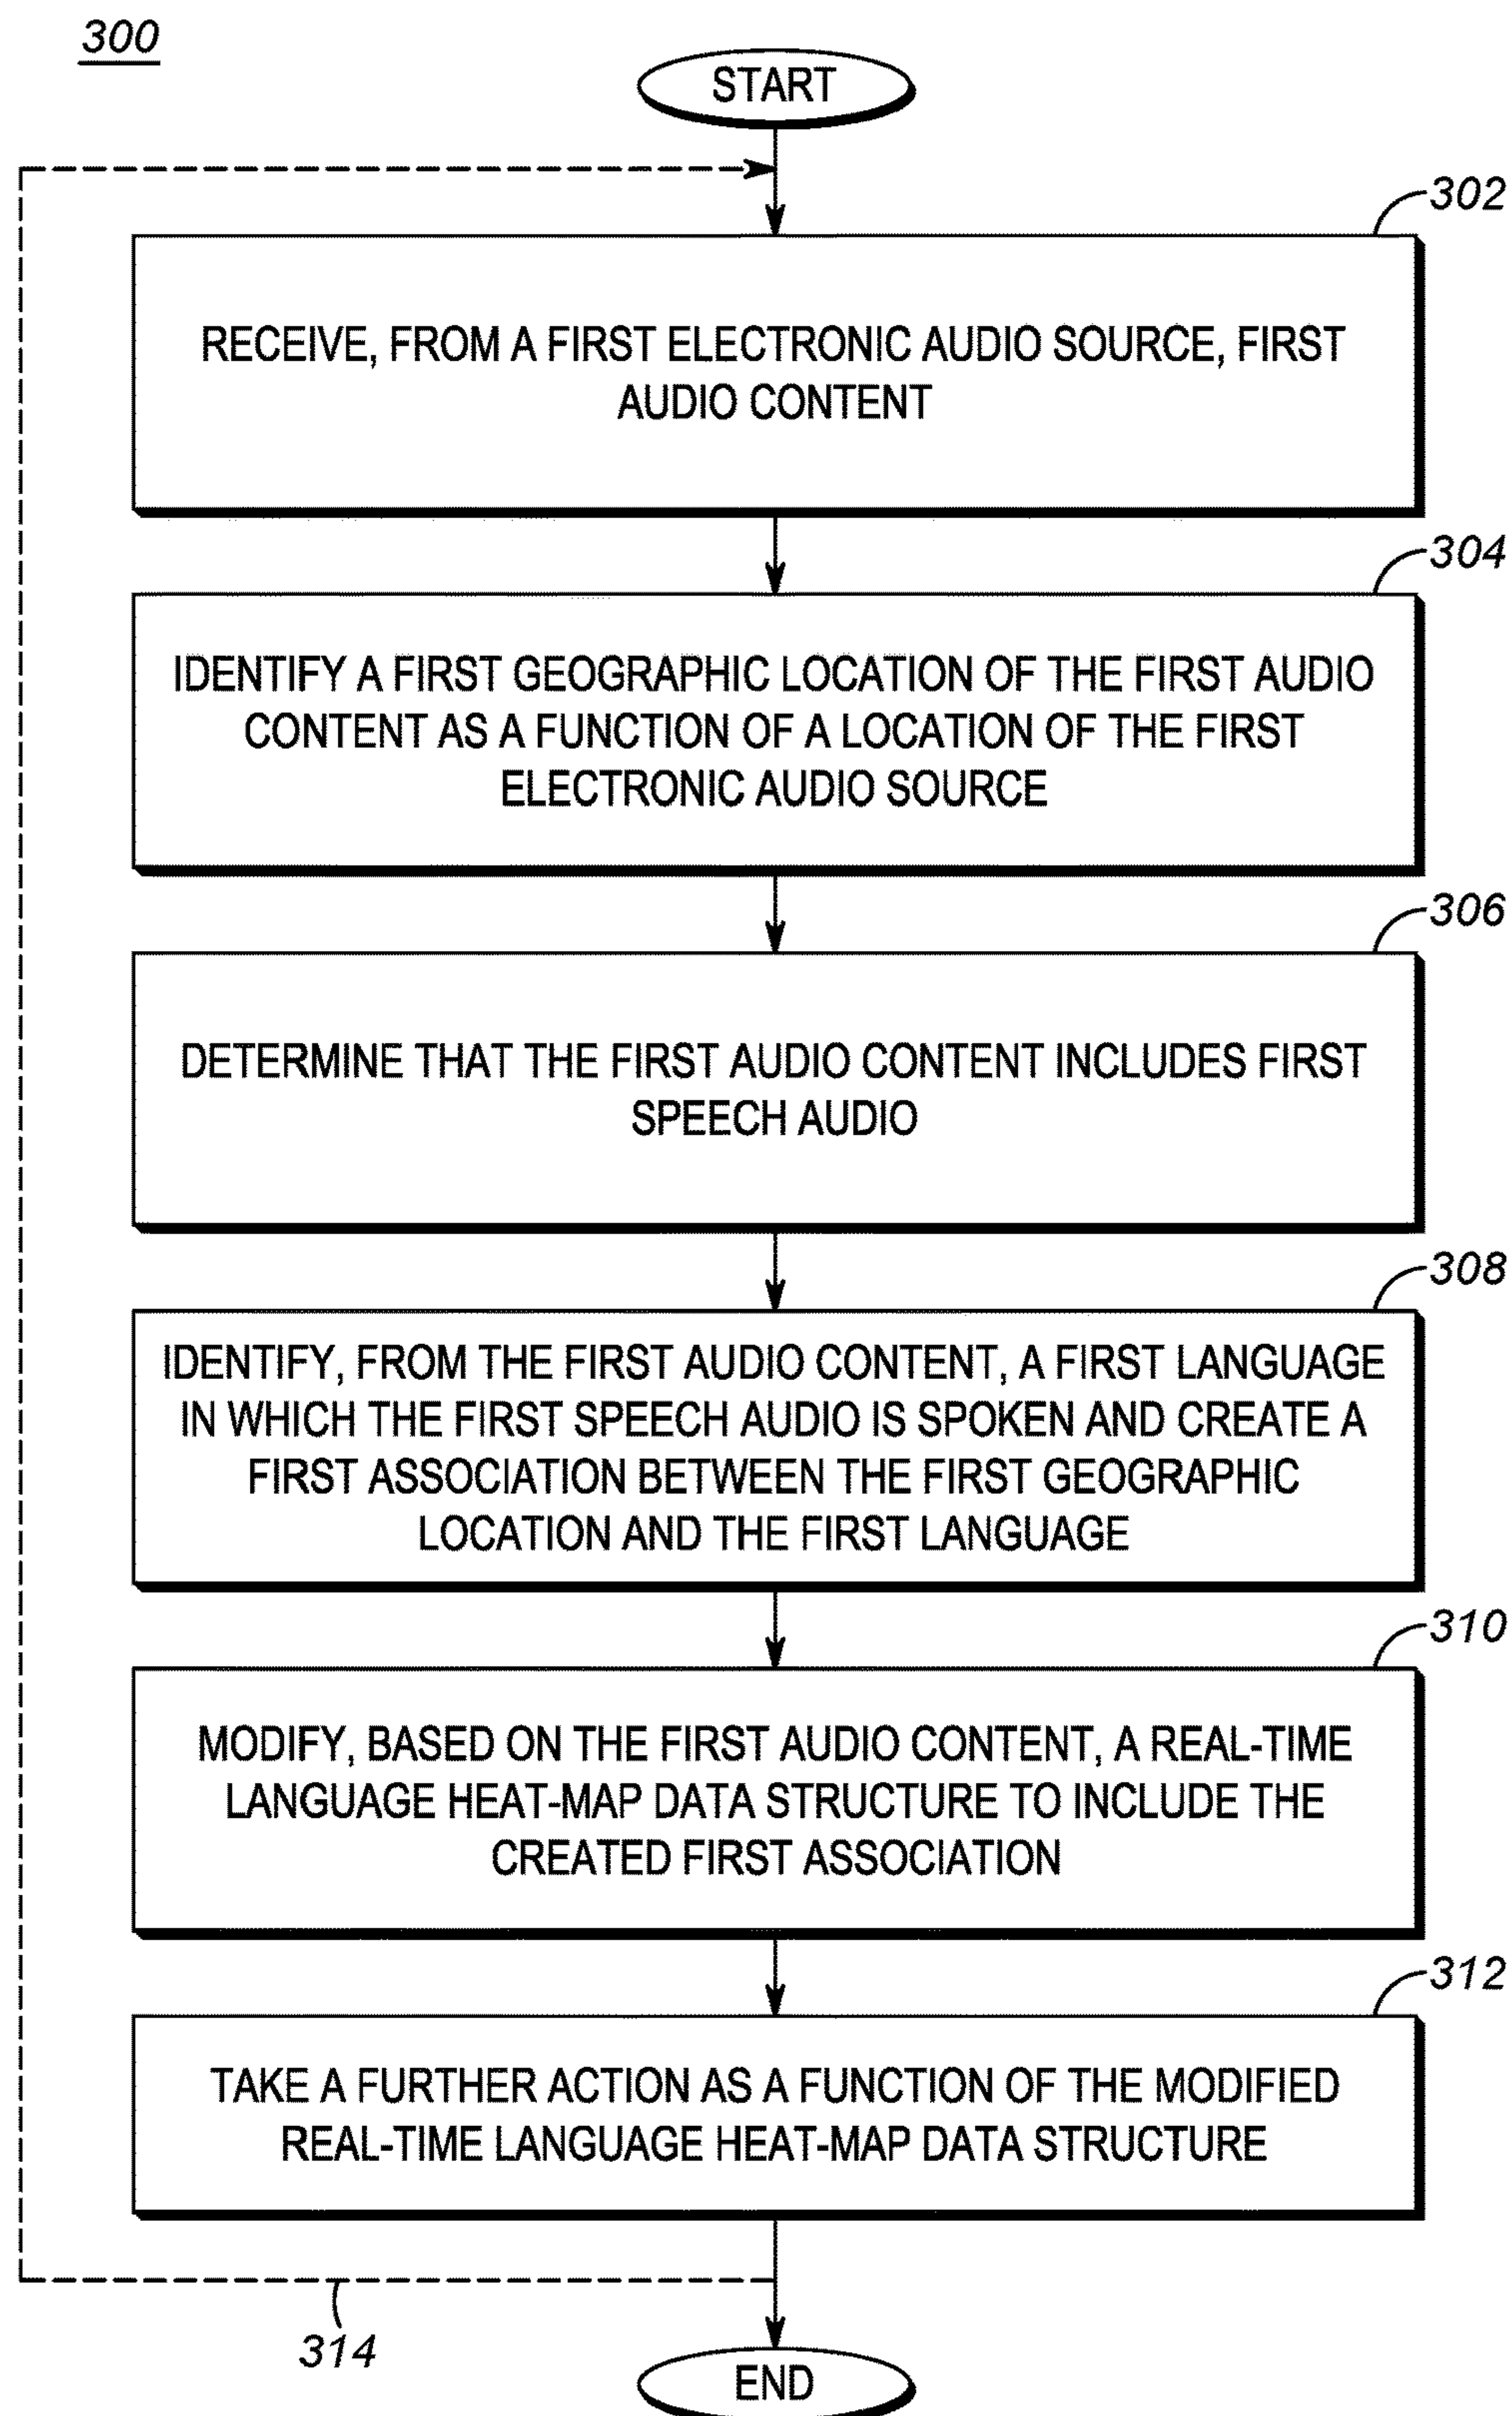 300
START
302
RECEIVE, FROM A FIRST ELECTRONIC AUDIO SOURCE, FIRST
AUDIO CONTENT
304
IDENTIFY A FIRST GEOGRAPHIC LOCATION OF THE FIRST AUDIO
CONTENT AS A FUNCTION OF A LOCATION OF THE FIRST
ELECTRONIC AUDIO SOURCE
306
DETERMINE THAT THE FIRST AUDIO CONTENT INCLUDES FIRST
SPEECH AUDIO
308
IDENTIFY, FROM THE FIRST AUDIO CONTENT, A FIRST LANGUAGE
IN WHICH THE FIRST SPEECH AUDIO IS SPOKEN AND CREATE A
FIRST ASSOCIATION BETWEEN THE FIRST GEOGRAPHIC
LOCATION AND THE FIRST LANGUAGE
310
MODIFY, BASED ON THE FIRST AUDIO CONTENT, A REAL-TIME
LANGUAGE HEAT-MAP DATA STRUCTURE TO INCLUDE THE
CREATED FIRST ASSOCIATION
312
TAKE A FURTHER ACTION AS A FUNCTION OF THE MODIFIED
REAL-TIME LANGUAGE HEAT-MAP DATA STRUCTURE
314
END